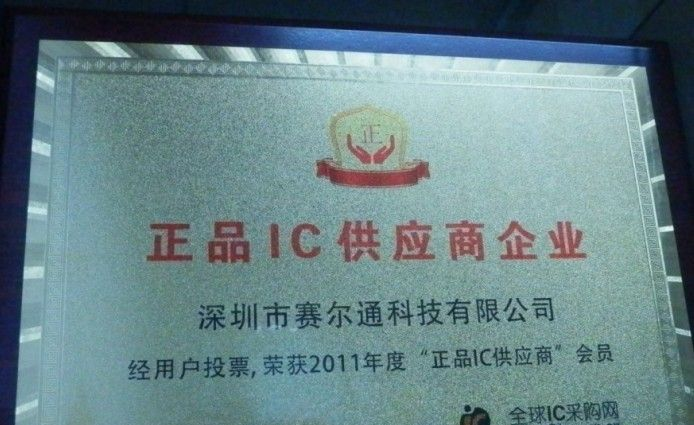 正
正品IC供应商企业
深圳市赛尔通科技有限公司
经用户投票,荣获2011年度“正品IC供应商”会员
全球IC采购网